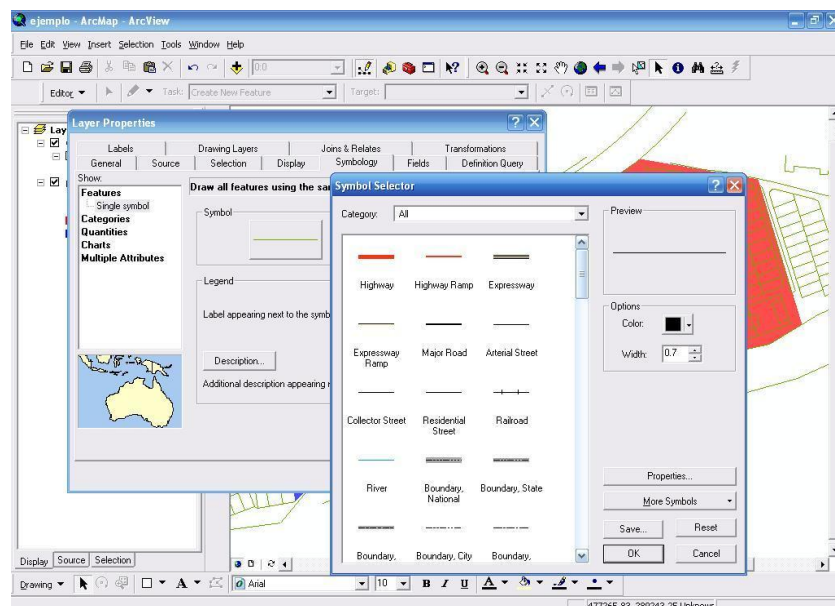 ejemplo - ArcMap - ArcView
File Edit View Insert Selection Tools Window Help
0:0
Editor Task: Create New Feature Target:
Layer Properties
Labels Drawing Layers Joins & Relates Transformations
General Source Selection Display Symbology Fields Definition Query
Show:
Features
Single symbol
Categories
Quantities
Charts
Multiple Attributes
Draw all features using the
Symbol
Legend
Label appearing next to the
Description...
Additional description appearing
Symbol Selector
Category: All
Highway Highway Ramp Expressway
Expressway Ramp Major Road Arterial Street
Collector Street Residential Street Railroad
River Boundary, National Boundary, State
Boundary, Boundary, City Boundary,
Preview
Options
Color:
Width: 0.7
Properties...
More Symbols
Save... Reset
OK Cancel
Display Source Selection
Drawing A Arial 10 B I U A